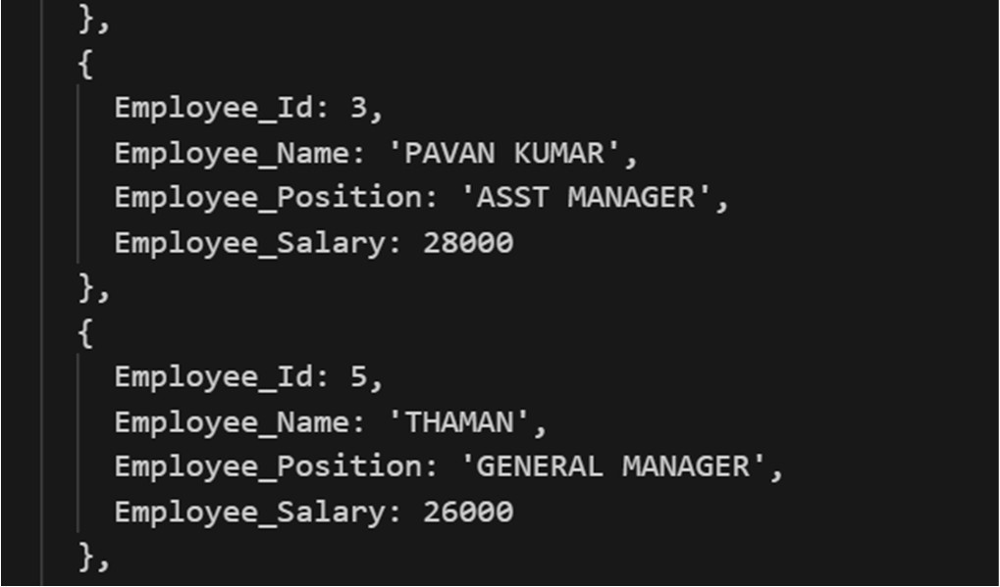 },
{
Employee_Id: 3,
Employee_Name: 'PAVAN KUMAR',
Employee_Position: 'ASST MANAGER',
Employee_Salary: 28000
},
{
Employee_Id: 5,
Employee_Name: 'THAMAN',
Employee_Position: 'GENERAL MANAGER',
Employee_Salary: 26000
},